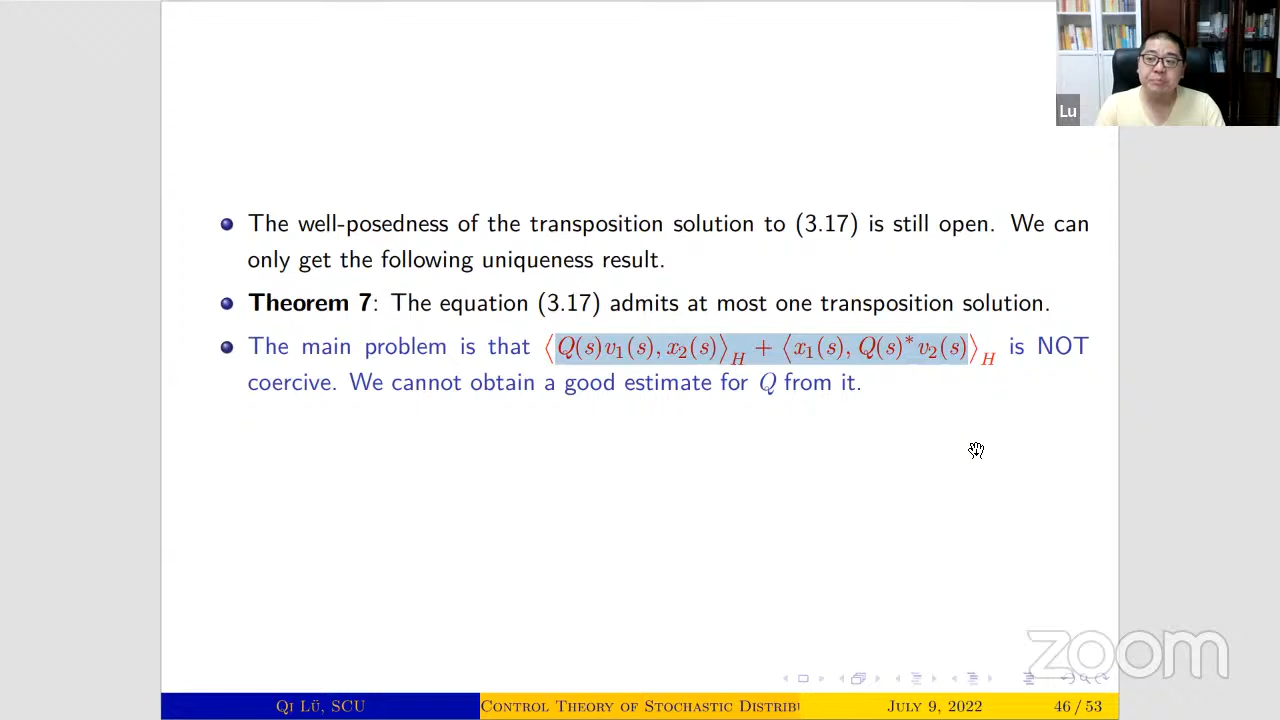 Lu
The well-posedness of the transposition solution to (3.17) is still open. We can
only get the following uniqueness result.
Theorem 7: The equation (3.17) admits at most one transposition solution.
The main problem is that ⟨Q(s)v₁(s), x₂(s)⟩_H + ⟨x₁(s), Q(s)*v₂(s)⟩_H is NOT
coercive. We cannot obtain a good estimate for Q from it.
zoom
Qi Lü, SCU
Control Theory of Stochastic Distribu
July 9, 2022
46 / 53